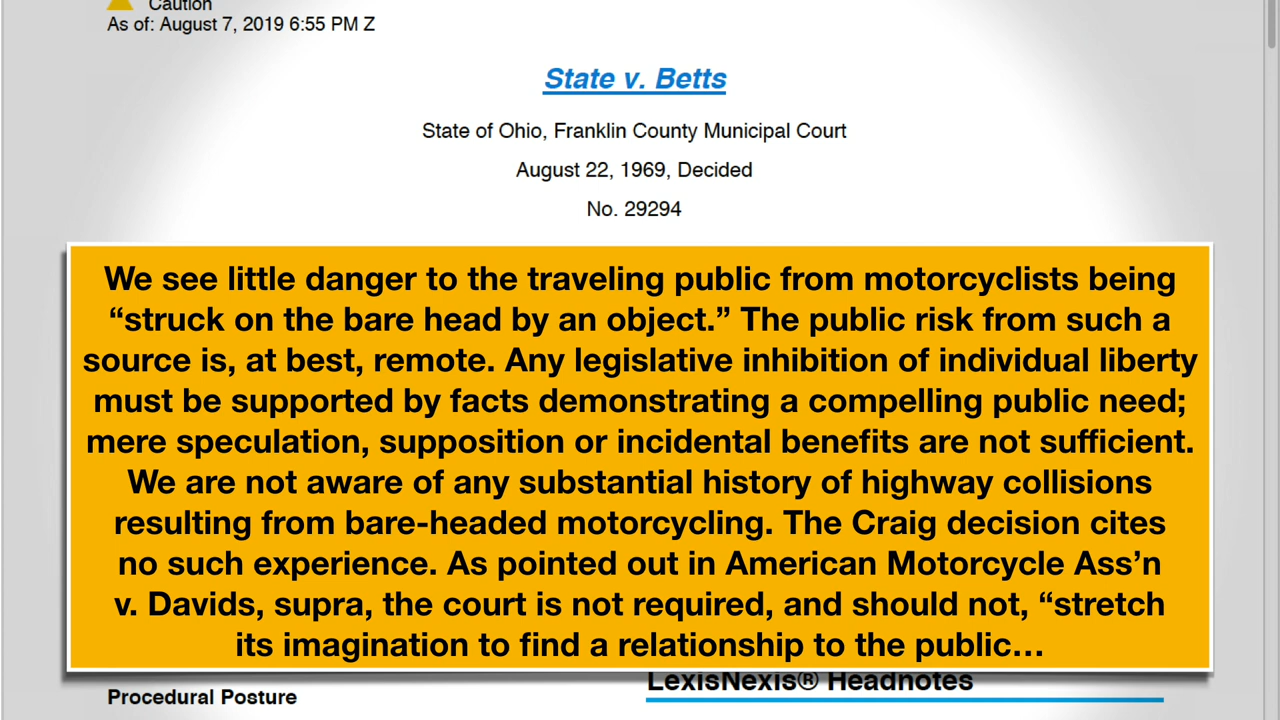 Caution
As of: August 7, 2019 6:55 PM Z
State v. Betts
State of Ohio, Franklin County Municipal Court
August 22, 1969, Decided
No. 29294
We see little danger to the traveling public from motorcyclists being
“struck on the bare head by an object.” The public risk from such a
source is, at best, remote. Any legislative inhibition of individual liberty
must be supported by facts demonstrating a compelling public need;
mere speculation, supposition or incidental benefits are not sufficient.
We are not aware of any substantial history of highway collisions
resulting from bare-headed motorcycling. The Craig decision cites
no such experience. As pointed out in American Motorcycle Ass’n
v. Davids, supra, the court is not required, and should not, “stretch
its imagination to find a relationship to the public…
LexisNexis® Headnotes
Procedural Posture